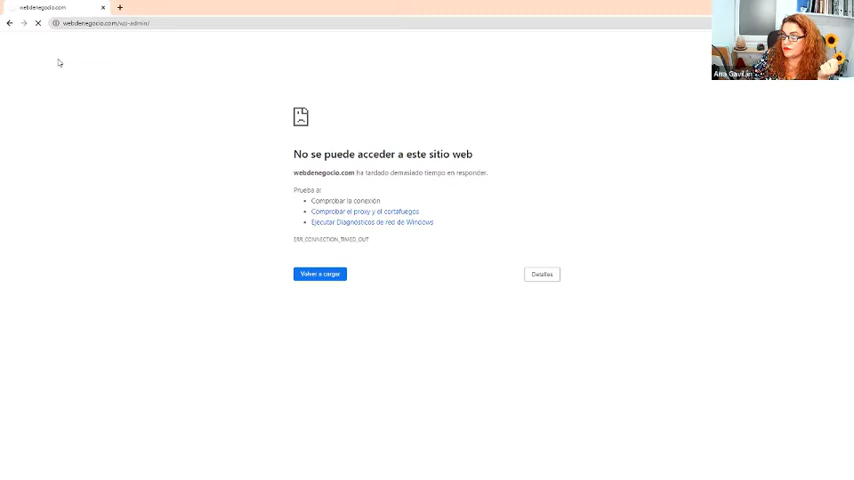 webdenegocio.com
webdenegocio.com/wp-admin/
Ana Gavilán
No se puede acceder a este sitio web
webdenegocio.com ha tardado demasiado tiempo en responder.
Prueba a:
Comprobar la conexión
Comprobar el proxy y el cortafuegos
Ejecutar Diagnósticos de red de Windows
ERR_CONNECTION_TIMED_OUT
Volver a cargar
Detalles